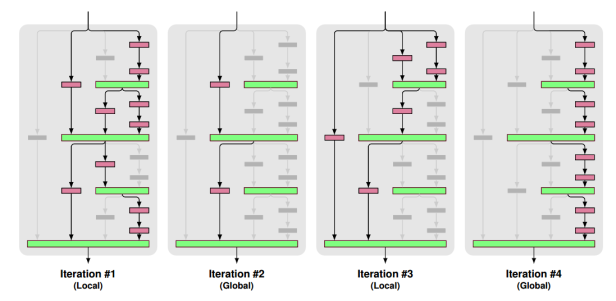 Iteration #1
(Local)
Iteration #2
(Global)
Iteration #3
(Local)
Iteration #4
(Global)